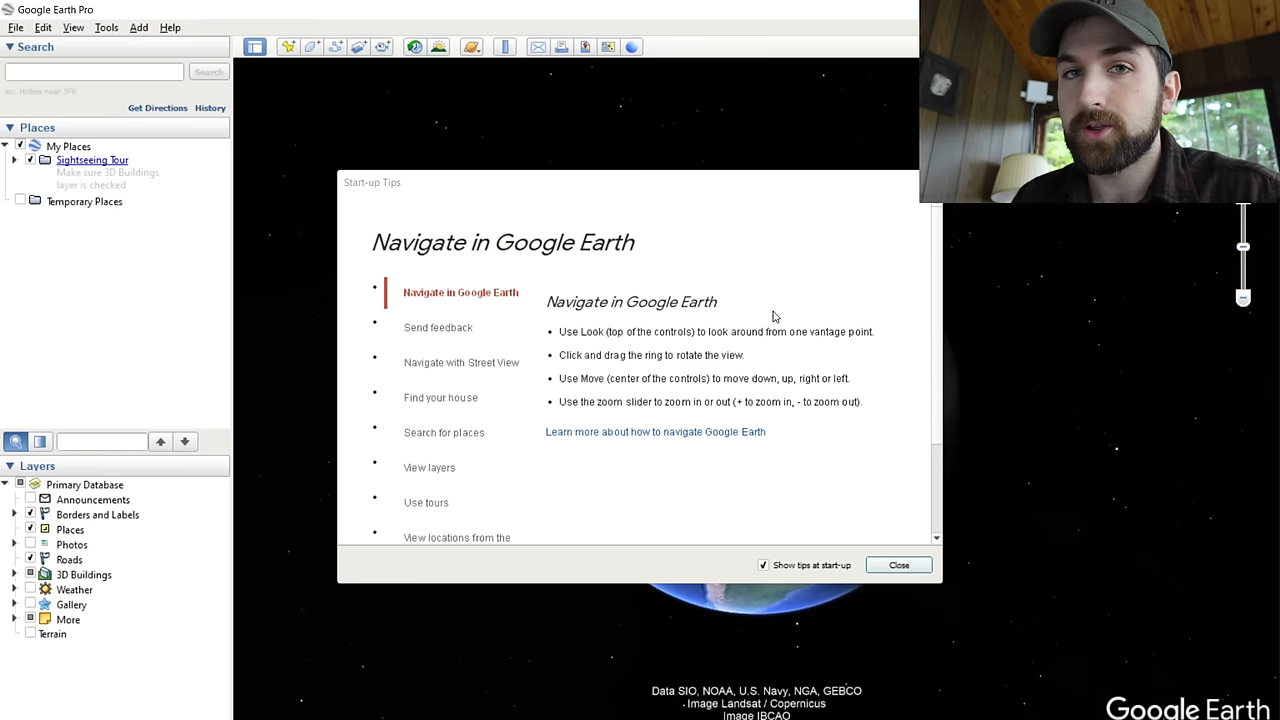 Google Earth Pro
File Edit View Tools Add Help
Search
Search
ex: Hotels near JFK
Get Directions History
Places
My Places
Sightseeing Tour
Make sure 3D Buildings
layer is checked
Temporary Places
Layers
Primary Database
Announcements
Borders and Labels
Places
Photos
Roads
3D Buildings
Weather
Gallery
More
Terrain
Start-up Tips
Navigate in Google Earth
Navigate in Google Earth
Send feedback
Navigate with Street View
Find your house
Search for places
View layers
Use tours
View locations from the
Navigate in Google Earth
Use Look (top of the controls) to look around from one vantage point.
Click and drag the ring to rotate the view.
Use Move (center of the controls) to move down, up, right or left.
Use the zoom slider to zoom in or out (+ to zoom in, - to zoom out).
Learn more about how to navigate Google Earth
Show tips at start-up
Close
Data SIO, NOAA, U.S. Navy, NGA, GEBCO
Image Landsat / Copernicus
Image IBCAO
Google Earth